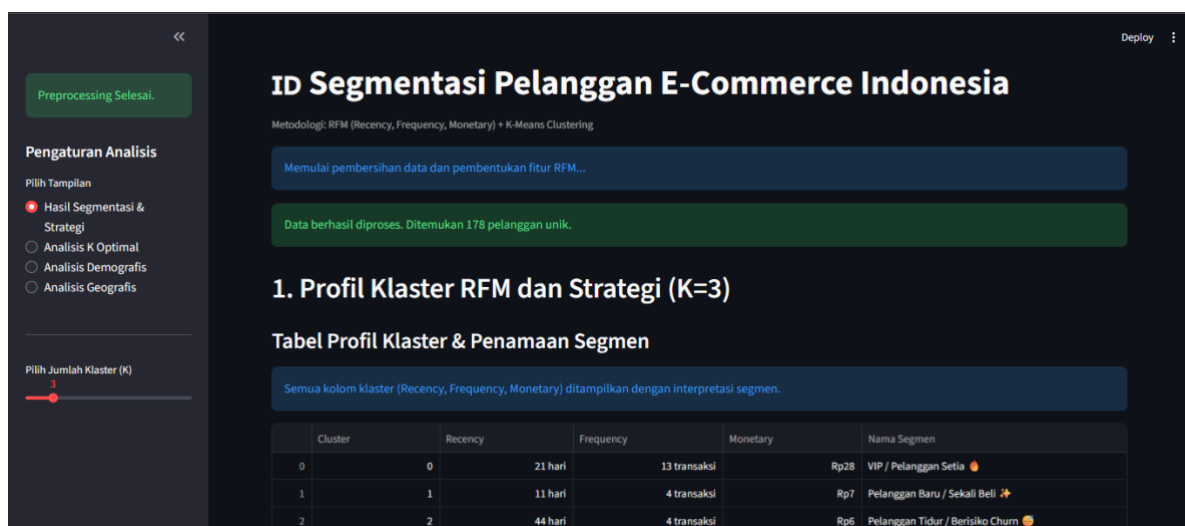 Deploy
Preprocessing Selesai.
Pengaturan Analisis
Pilih Tampilan
Hasil Segmentasi &
Strategi
Analisis K Optimal
Analisis Demografis
Analisis Geografis
Pilih Jumlah Klaster (K)
3
ID Segmentasi Pelanggan E-Commerce Indonesia
Metodologi: RFM (Recency, Frequency, Monetary) + K-Means Clustering
Memulai pembersihan data dan pembentukan fitur RFM...
Data berhasil diproses. Ditemukan 178 pelanggan unik.
1. Profil Klaster RFM dan Strategi (K=3)
Tabel Profil Klaster & Penamaan Segmen
Semua kolom klaster (Recency, Frequency, Monetary) ditampilkan dengan interpretasi segmen.
Cluster Recency Frequency Monetary Nama Segmen
0 0 21 hari 13 transaksi Rp28 VIP / Pelanggan Setia 🔥
1 1 11 hari 4 transaksi Rp7 Pelanggan Baru / Sekali Beli ✨
2 2 44 hari 4 transaksi Rp6 Pelanggan Tidur / Berisiko Churn 😴